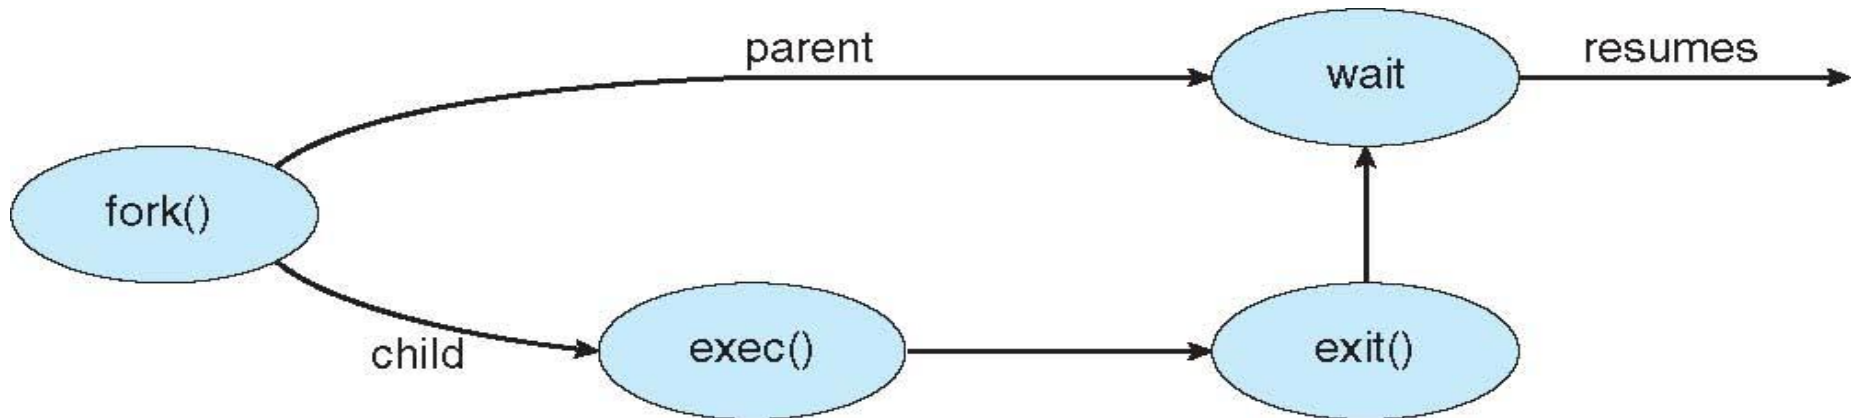 parent
wait
resumes
fork()
child
exec()
exit()